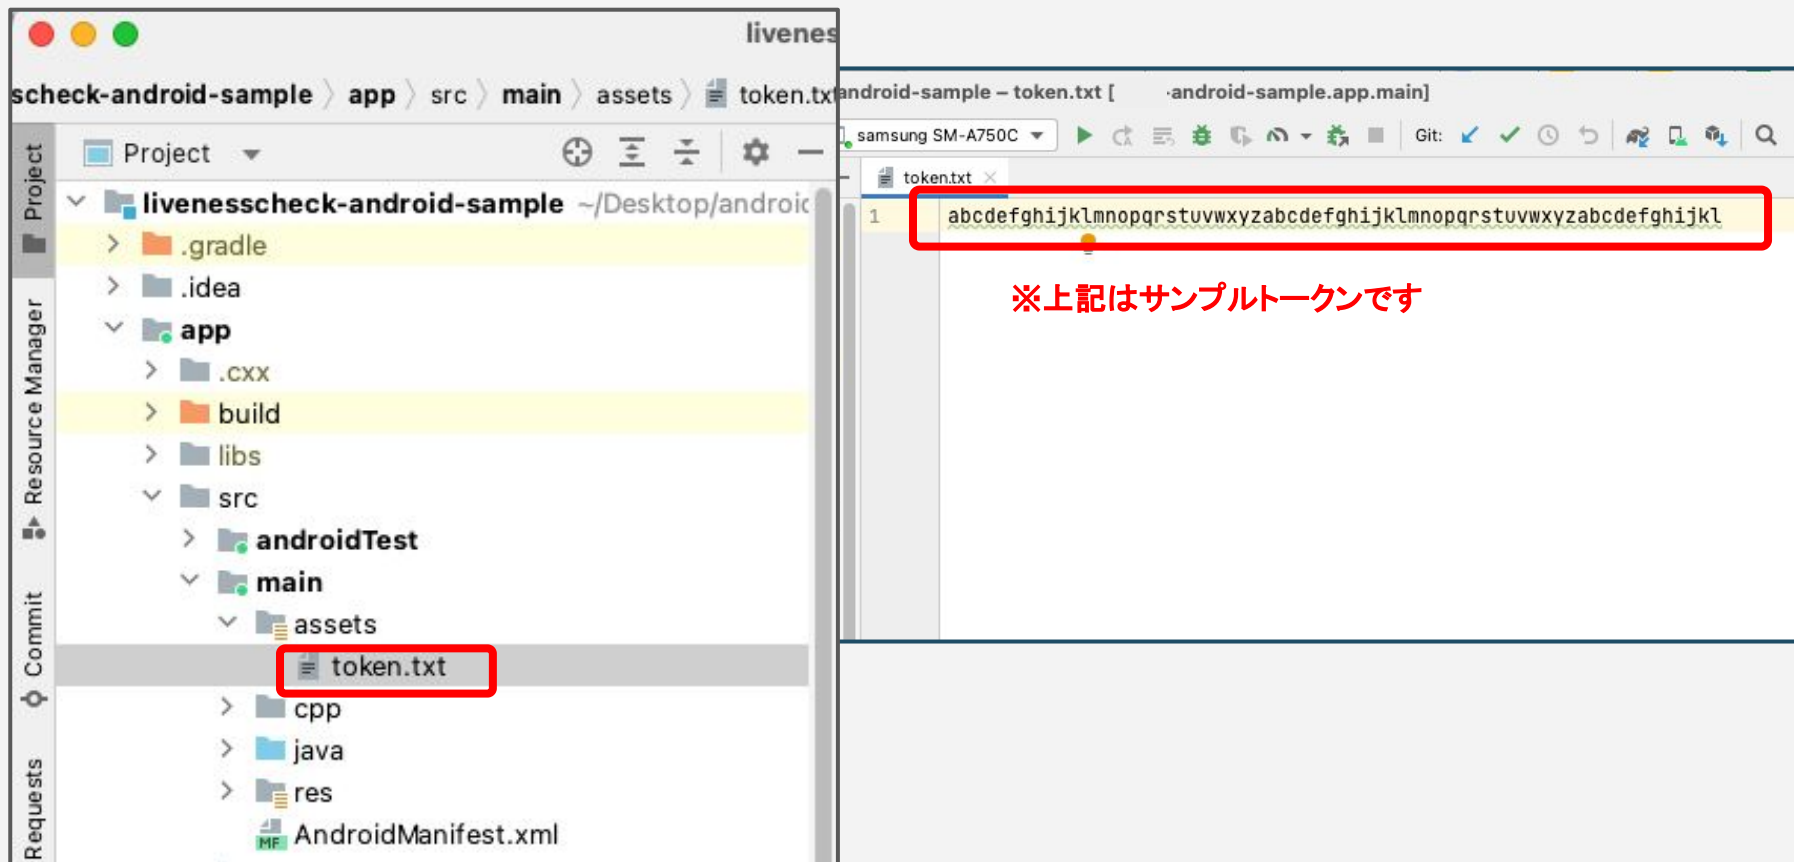 livenes
scheck-android-sample 〉 app 〉 src 〉 main 〉 assets 〉 token.txt
Project
Project
Resource Manager
Commit
Requests
livenesscheck-android-sample ~/Desktop/android
.gradle
.idea
app
.cxx
build
libs
src
androidTest
main
assets
token.txt
cpp
java
res
MF AndroidManifest.xml
android-sample – token.txt [ -android-sample.app.main]
samsung SM-A750C Git:
token.txt
1 abcdefghijklmnopqrstuvwxyzabcdefghijklmnopqrstuvwxyzabcdefghijkl
※上記はサンプルトークンです